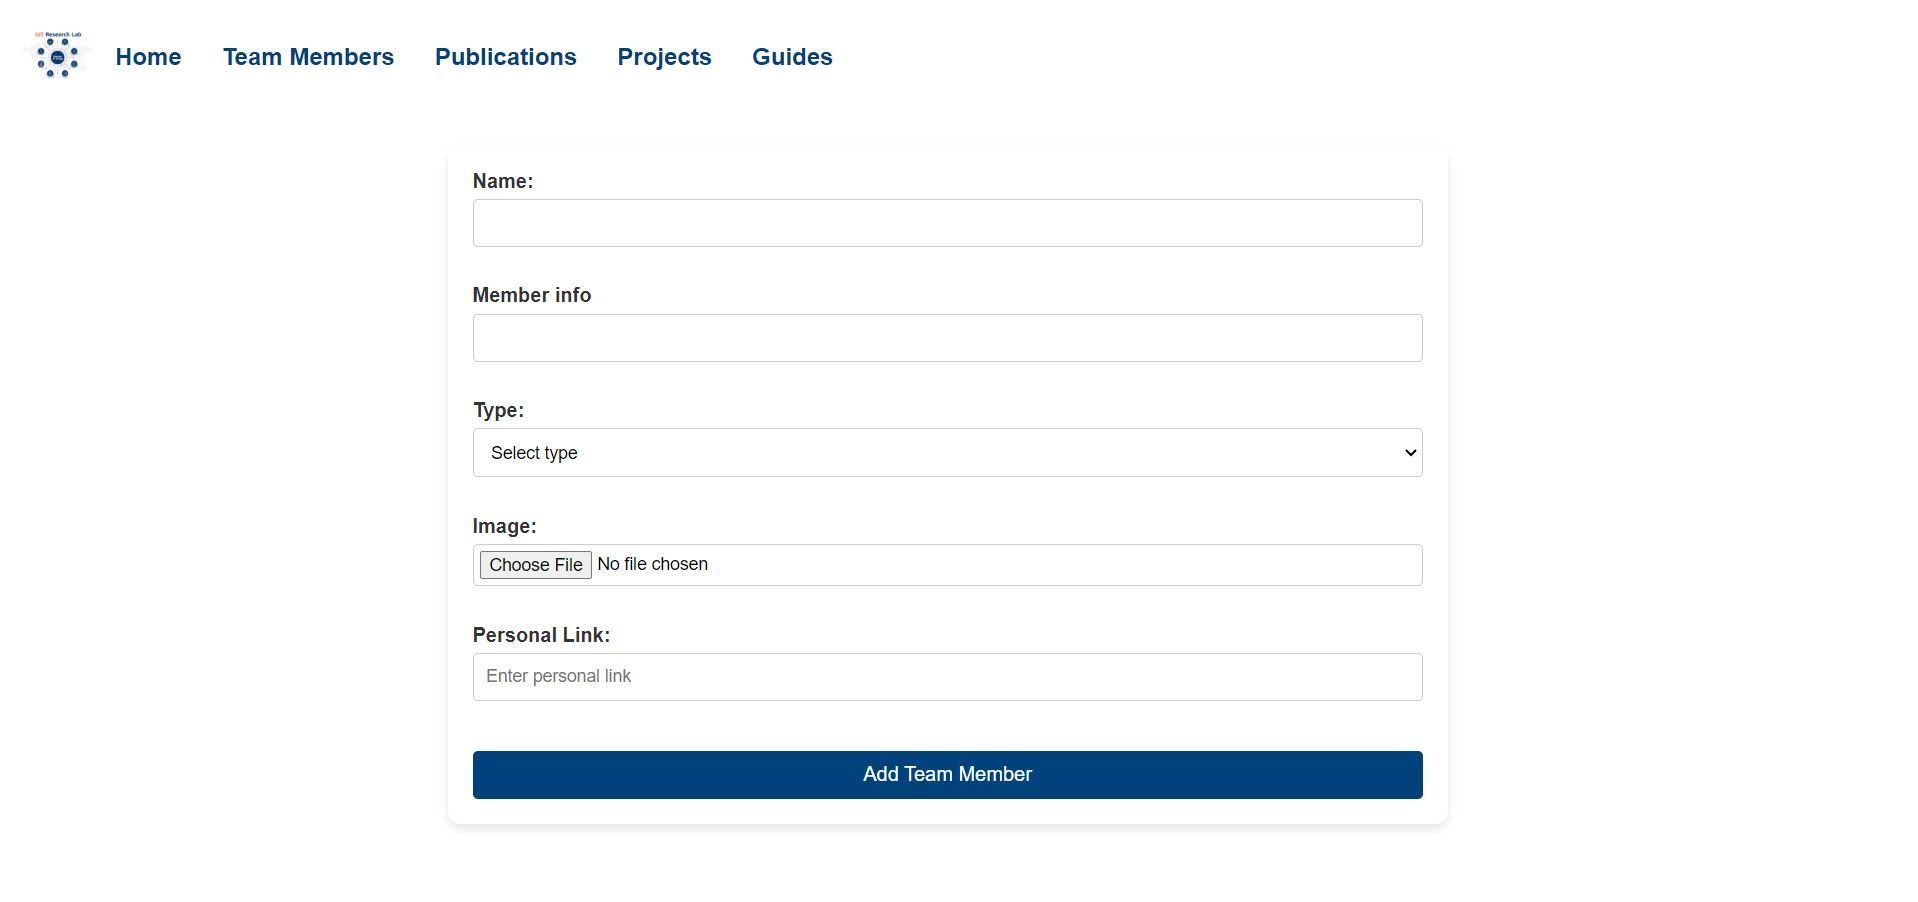 IoT Research Lab
Home Team Members Publications Projects Guides
Name:
Member info
Type:
Select type
Image:
Choose File No file chosen
Personal Link:
Enter personal link
Add Team Member